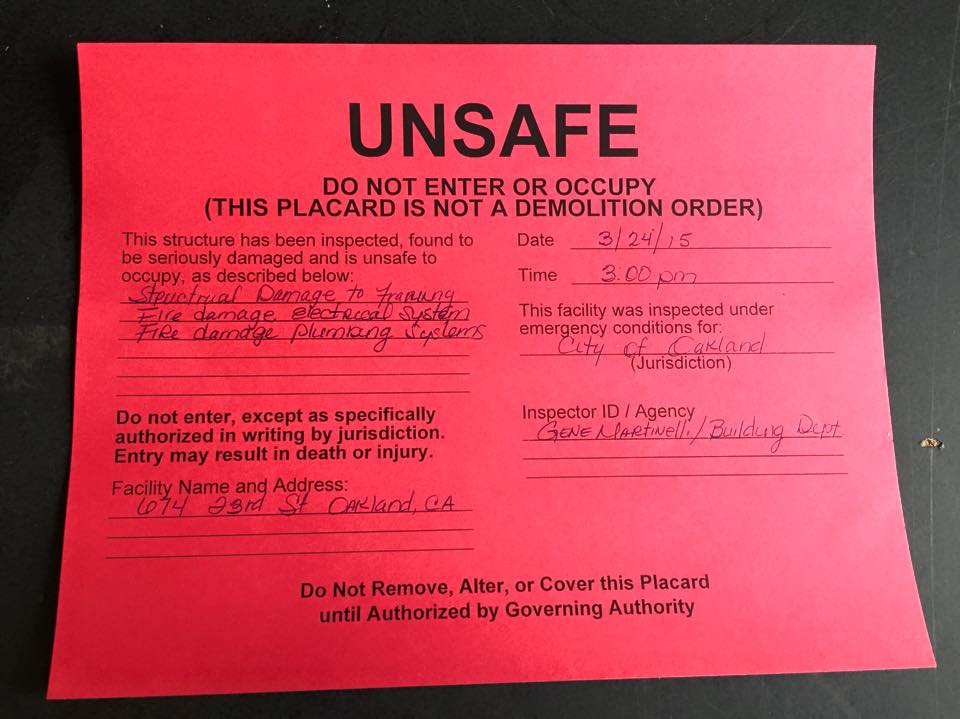 UNSAFE
DO NOT ENTER OR OCCUPY
(THIS PLACARD IS NOT A DEMOLITION ORDER)
This structure has been inspected, found to
be seriously damaged and is unsafe to
occupy, as described below:
Structrual Damage to framing
Fire damage electrical system
Fire damage plumbing Systems
Do not enter, except as specifically
authorized in writing by jurisdiction.
Entry may result in death or injury.
Facility Name and Address:
674 23rd St Oakland, CA
Date 3/24/15
Time 3:00 pm
This facility was inspected under
emergency conditions for:
City of Oakland
(Jurisdiction)
Inspector ID / Agency
GENE MARTINELLI / Building Dept
Do Not Remove, Alter, or Cover this Placard
until Authorized by Governing Authority